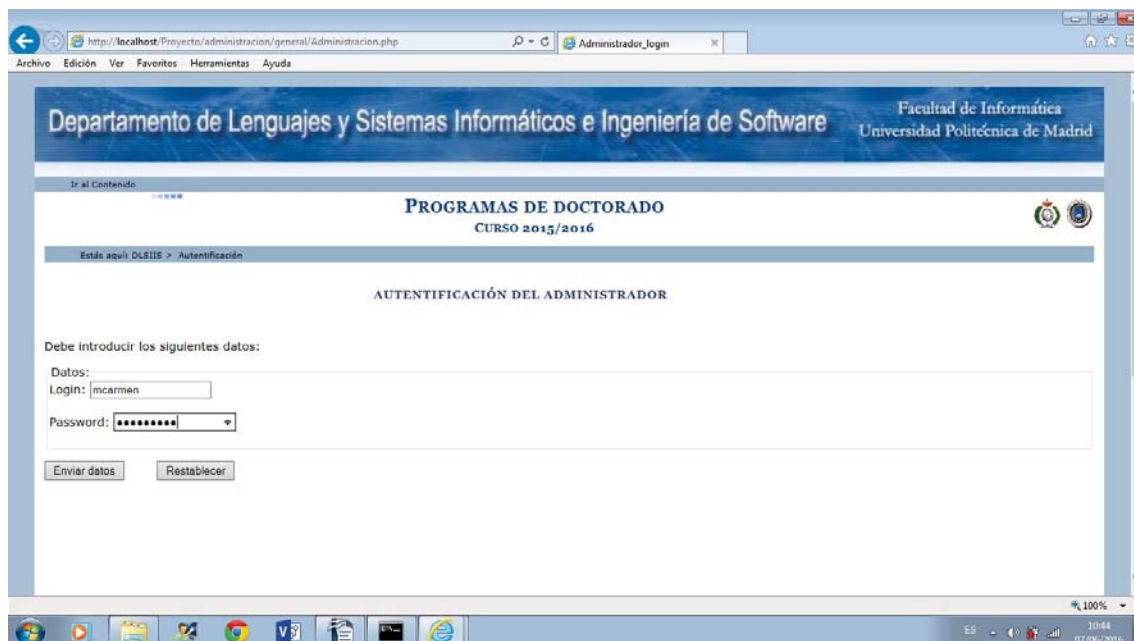 http://localhost/Proyecto/administracion/general/Administracion.php
Administrador_login
Archivo Edición Ver Favoritos Herramientas Ayuda
Departamento de Lenguajes y Sistemas Informáticos e Ingeniería de Software
Facultad de Informática
Universidad Politécnica de Madrid
Ir al Contenido
PROGRAMAS DE DOCTORADO
CURSO 2015/2016
Estás aquí: DLSIIS > Autentificación
AUTENTIFICACIÓN DEL ADMINISTRADOR
Debe introducir los siguientes datos:
Datos:
Login: mcarmen
Password: •••••••••
Enviar datos Restablecer
100%
ES
10:44
07/06/2016